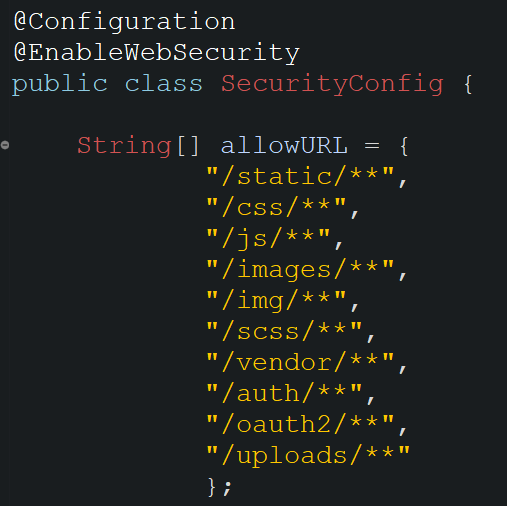 @Configuration
@EnableWebSecurity
public class SecurityConfig {
String[] allowURL = {
"/static/**",
"/css/**",
"/js/**",
"/images/**",
"/img/**",
"/scss/**",
"/vendor/**",
"/auth/**",
"/oauth2/**",
"/uploads/**"
};